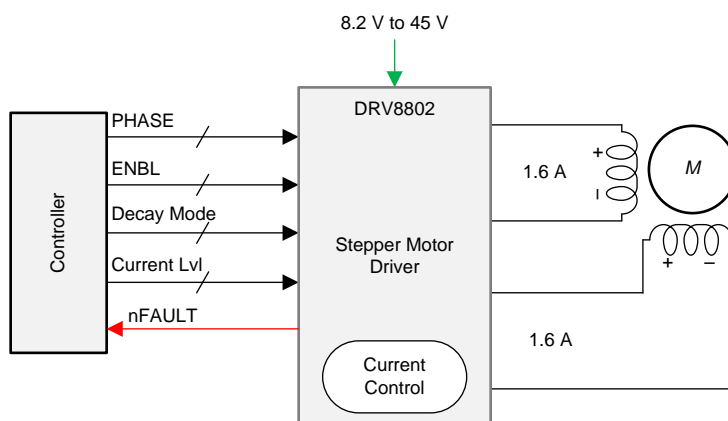 8.2 V to 45 V
DRV8802
Controller
PHASE
ENBL
Decay Mode
Current Lvl
nFAULT
Stepper Motor
Driver
Current
Control
+
1.6 A
–
M
+ –
1.6 A